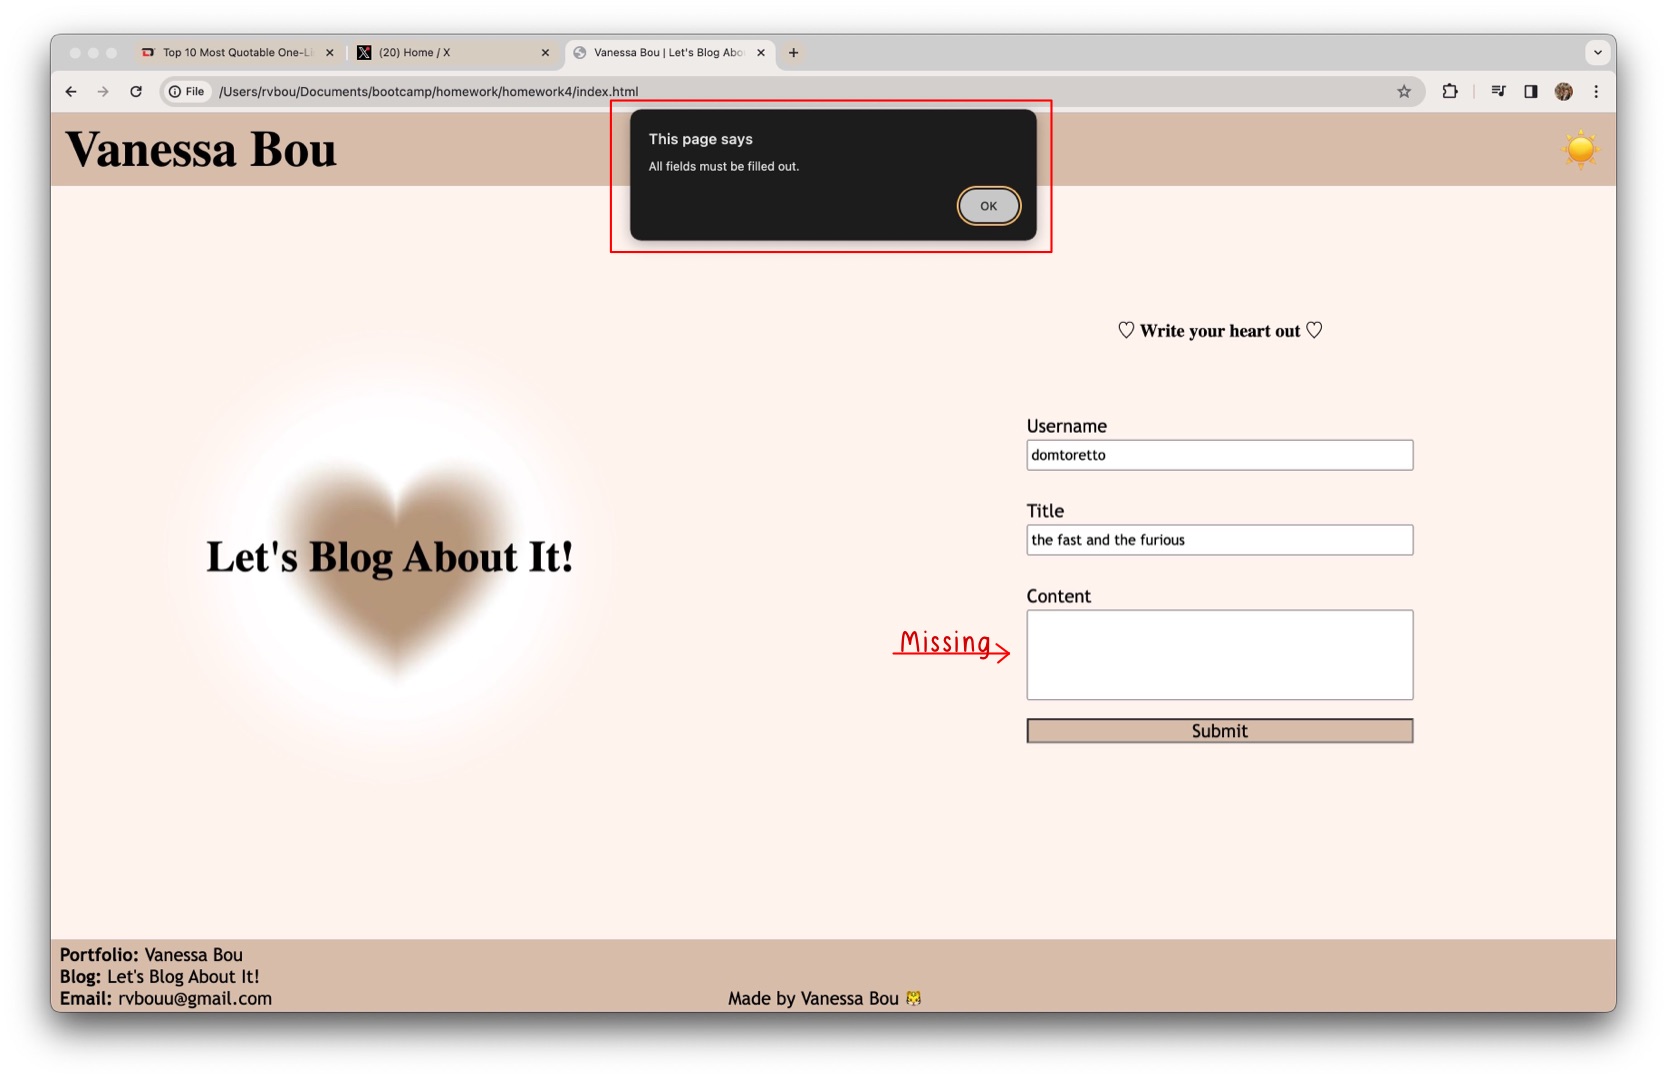 Top 10 Most Quotable One-Li
(20) Home / X
Vanessa Bou | Let's Blog Abo
File
/Users/rvbou/Documents/bootcamp/homework/homework4/index.html
Vanessa Bou
This page says
All fields must be filled out.
OK
♡ Write your heart out ♡
Username
domtoretto
Title
the fast and the furious
Content
Let's Blog About It!
Missing
Submit
Portfolio: Vanessa Bou
Blog: Let's Blog About It!
Email: rvbouu@gmail.com
Made by Vanessa Bou 🐯